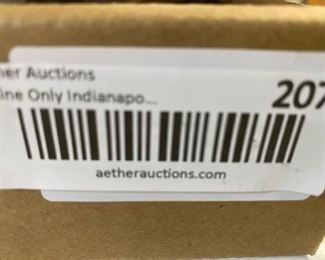 her Auctions
ine Only Indianapo...
207
aetherauctions.com